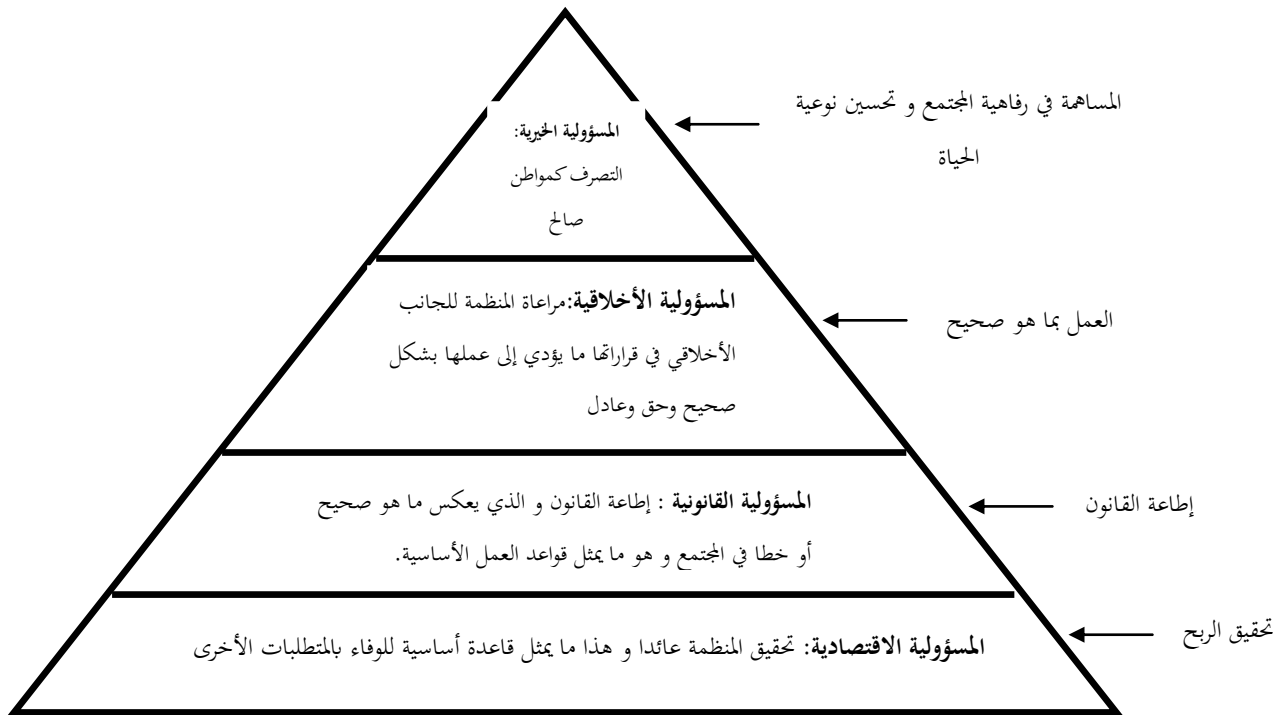 المساهمة في رفاهية المجتمع و تحسين نوعية
الحياة
المسؤولية الخيرية:
التصرف كمواطن
صالح
المسؤولية الأخلاقية:مراعاة المنظمة للجانب
الأخلاقي في قراراتها ما يؤدي إلى عملها بشكل
صحيح وحق وعادل
العمل بما هو صحيح
المسؤولية القانونية : إطاعة القانون و الذي يعكس ما هو صحيح
أو خطا في المجتمع و هو ما يمثل قواعد العمل الأساسية.
إطاعة القانون
المسؤولية الاقتصادية: تحقيق المنظمة عائدا و هذا ما يمثل قاعدة أساسية للوفاء بالمتطلبات الأخرى
تحقيق الربح